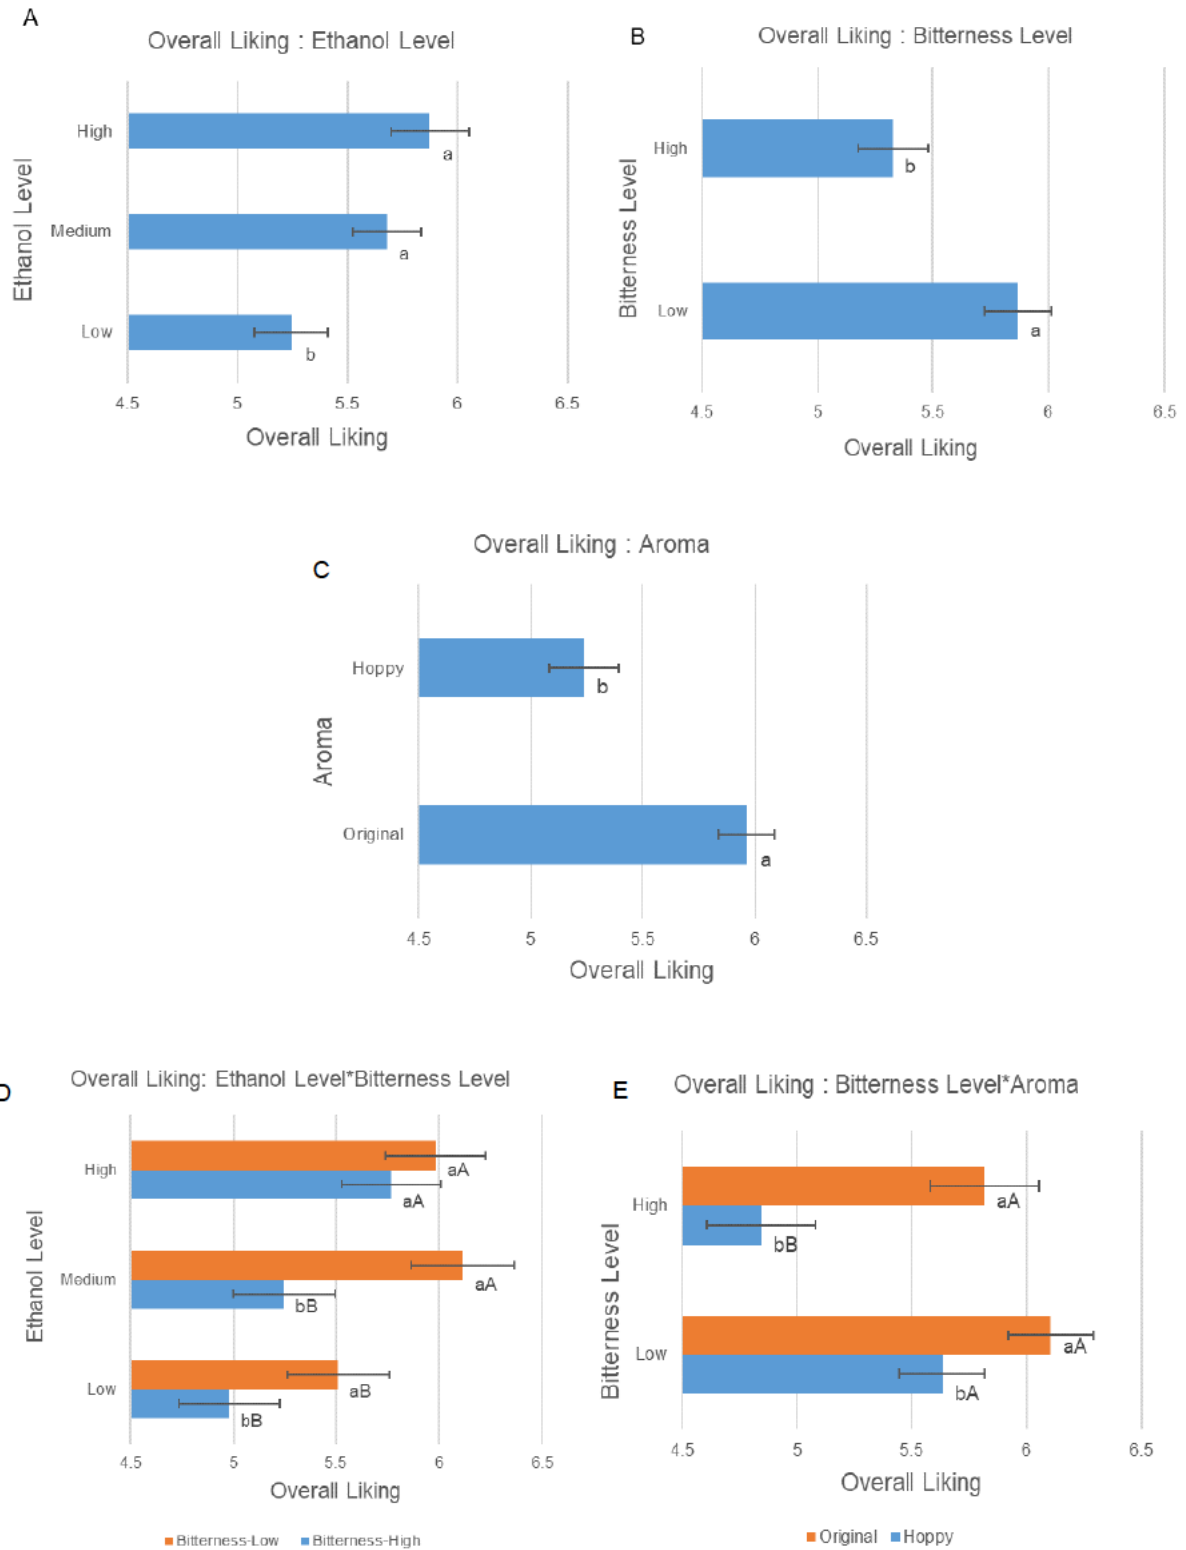 A
Overall Liking : Ethanol Level
Ethanol Level
High
a
Medium
a
Low
b
4.5 5 5.5 6 6.5
Overall Liking
B
Overall Liking : Bitterness Level
Bitterness Level
High
b
Low
a
4.5 5 5.5 6 6.5
Overall Liking
C
Overall Liking : Aroma
Aroma
Hoppy
b
Original
a
4.5 5 5.5 6 6.5
Overall Liking
D
Overall Liking: Ethanol Level*Bitterness Level
Ethanol Level
High
aA
aA
Medium
aA
bB
Low
aB
bB
4.5 5 5.5 6 6.5
Overall Liking
Bitterness-Low Bitterness-High
E
Overall Liking : Bitterness Level*Aroma
Bitterness Level
High
aA
bB
Low
aA
bA
4.5 5 5.5 6 6.5
Overall Liking
Original Hoppy